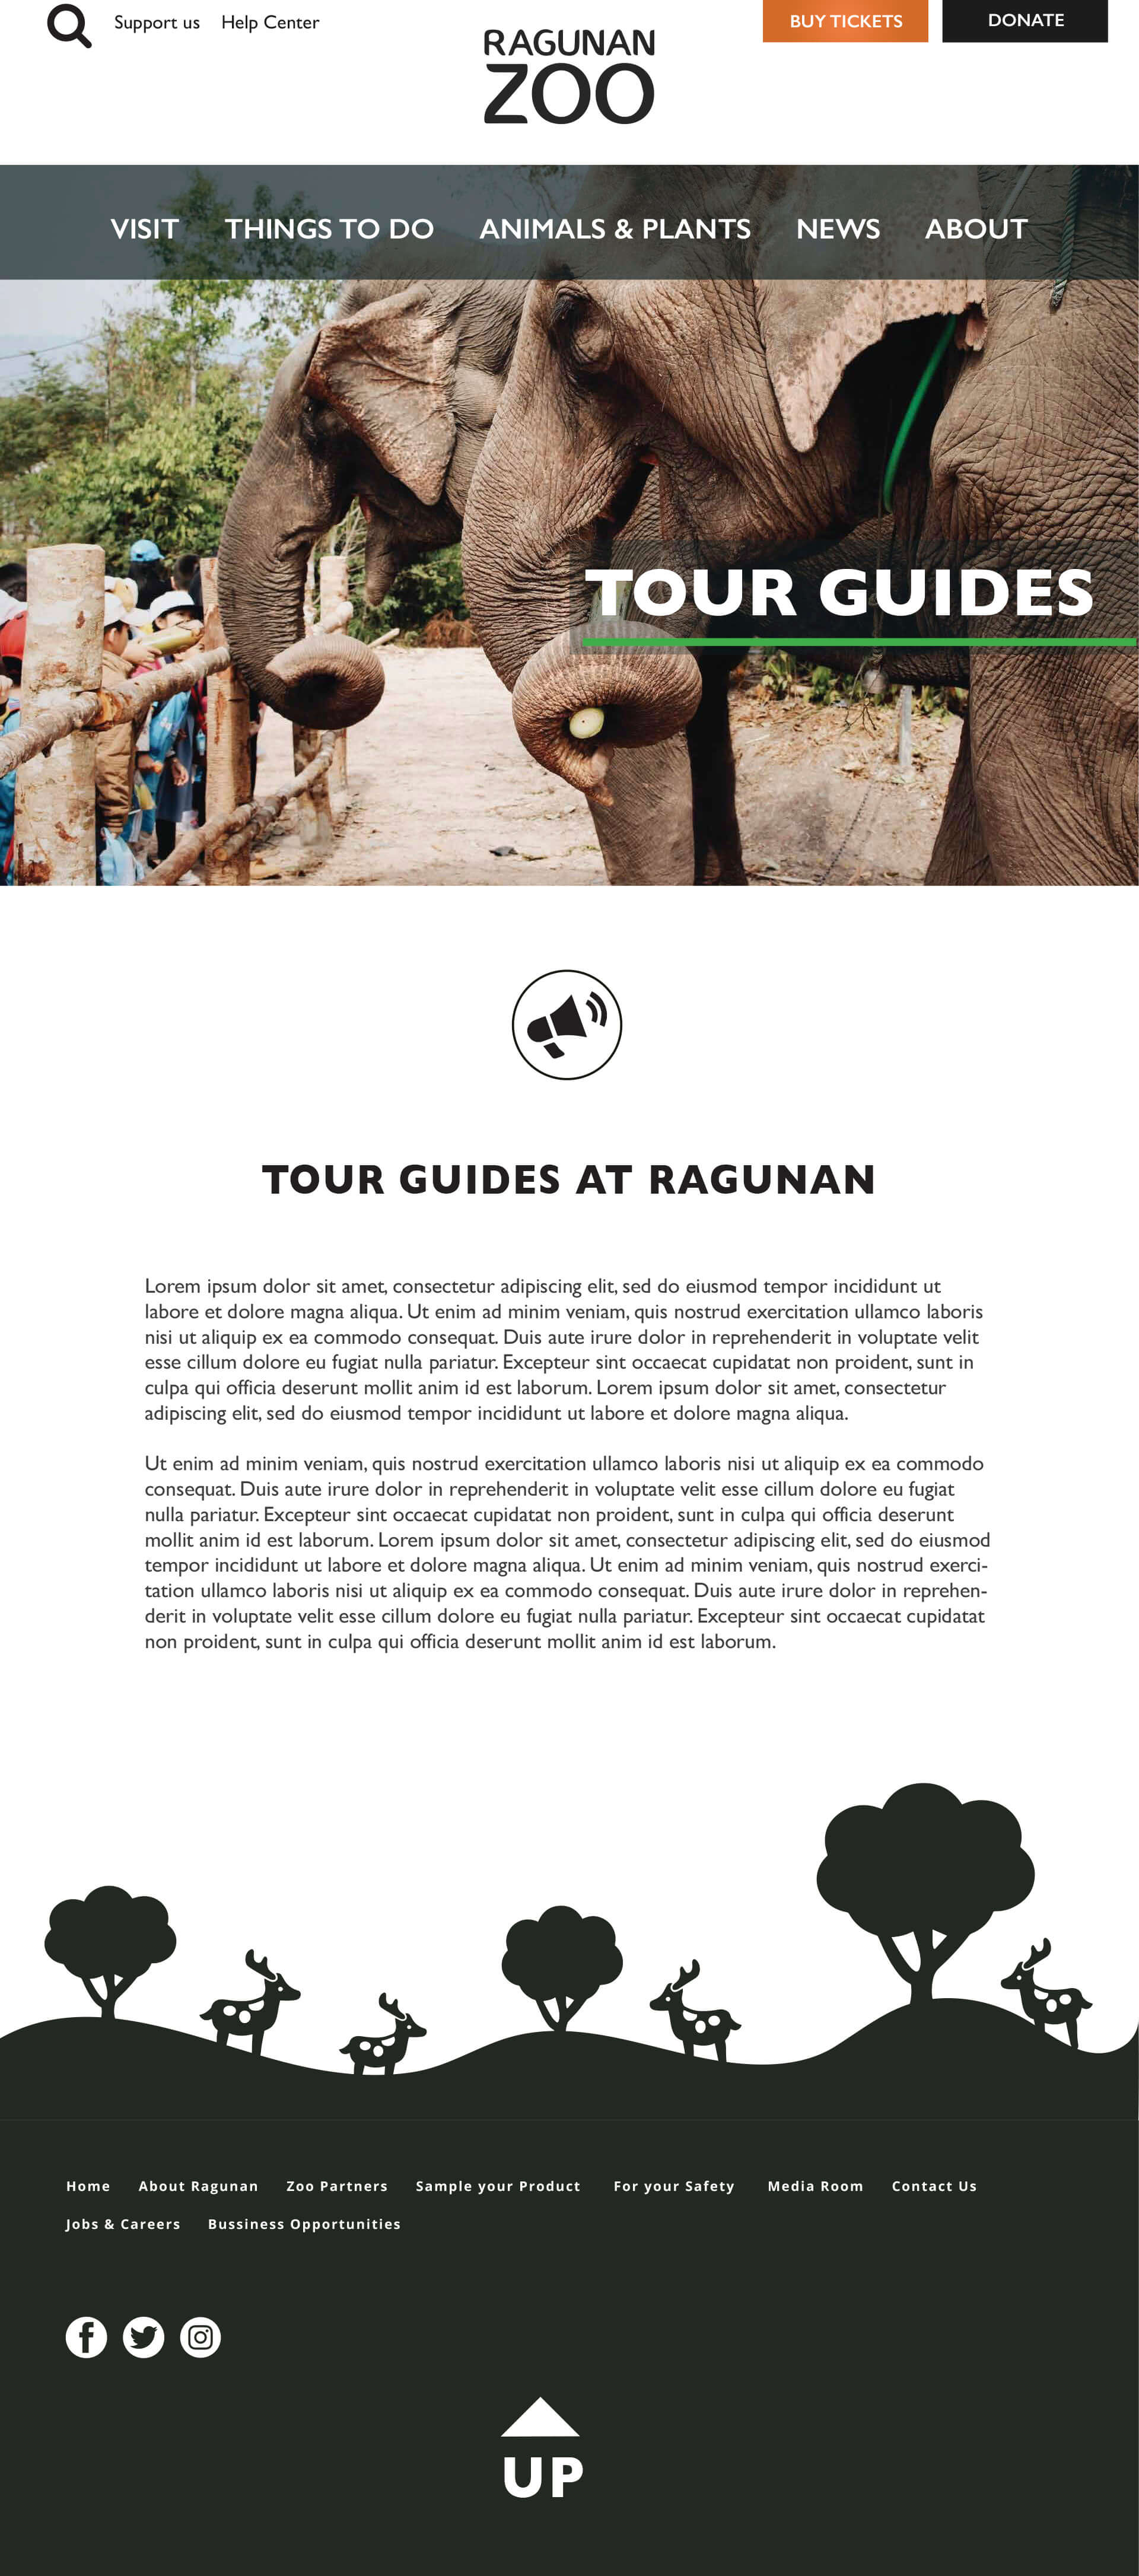 Support us Help Center
BUY TICKETS DONATE
RAGUNAN
ZOO
VISIT THINGS TO DO ANIMALS & PLANTS NEWS ABOUT
TOUR GUIDES
TOUR GUIDES AT RAGUNAN
Lorem ipsum dolor sit amet, consectetur adipiscing elit, sed do eiusmod tempor incididunt ut
labore et dolore magna aliqua. Ut enim ad minim veniam, quis nostrud exercitation ullamco laboris
nisi ut aliquip ex ea commodo consequat. Duis aute irure dolor in reprehenderit in voluptate velit
esse cillum dolore eu fugiat nulla pariatur. Excepteur sint occaecat cupidatat non proident, sunt in
culpa qui officia deserunt mollit anim id est laborum. Lorem ipsum dolor sit amet, consectetur
adipiscing elit, sed do eiusmod tempor incididunt ut labore et dolore magna aliqua.
Ut enim ad minim veniam, quis nostrud exercitation ullamco laboris nisi ut aliquip ex ea commodo
consequat. Duis aute irure dolor in reprehenderit in voluptate velit esse cillum dolore eu fugiat
nulla pariatur. Excepteur sint occaecat cupidatat non proident, sunt in culpa qui officia deserunt
mollit anim id est laborum. Lorem ipsum dolor sit amet, consectetur adipiscing elit, sed do eiusmod
tempor incididunt ut labore et dolore magna aliqua. Ut enim ad minim veniam, quis nostrud exerci-
tation ullamco laboris nisi ut aliquip ex ea commodo consequat. Duis aute irure dolor in reprehen-
derit in voluptate velit esse cillum dolore eu fugiat nulla pariatur. Excepteur sint occaecat cupidatat
non proident, sunt in culpa qui officia deserunt mollit anim id est laborum.
Home About Ragunan Zoo Partners Sample your Product For your Safety Media Room Contact Us
Jobs & Careers Bussiness Opportunities
UP